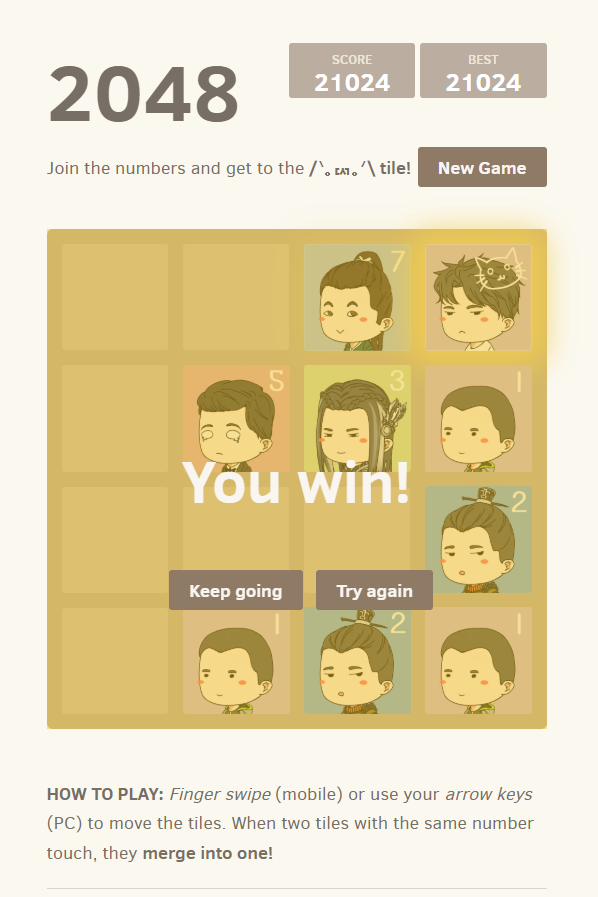 2048
SCORE
21024
BEST
21024
Join the numbers and get to the /ˋ｡ [ᴀ] ｡ˊ\ tile!
New Game
7
5
3
1
You win!
2
Keep going
Try again
1
2
1
HOW TO PLAY: Finger swipe (mobile) or use your arrow keys
(PC) to move the tiles. When two tiles with the same number
touch, they merge into one!